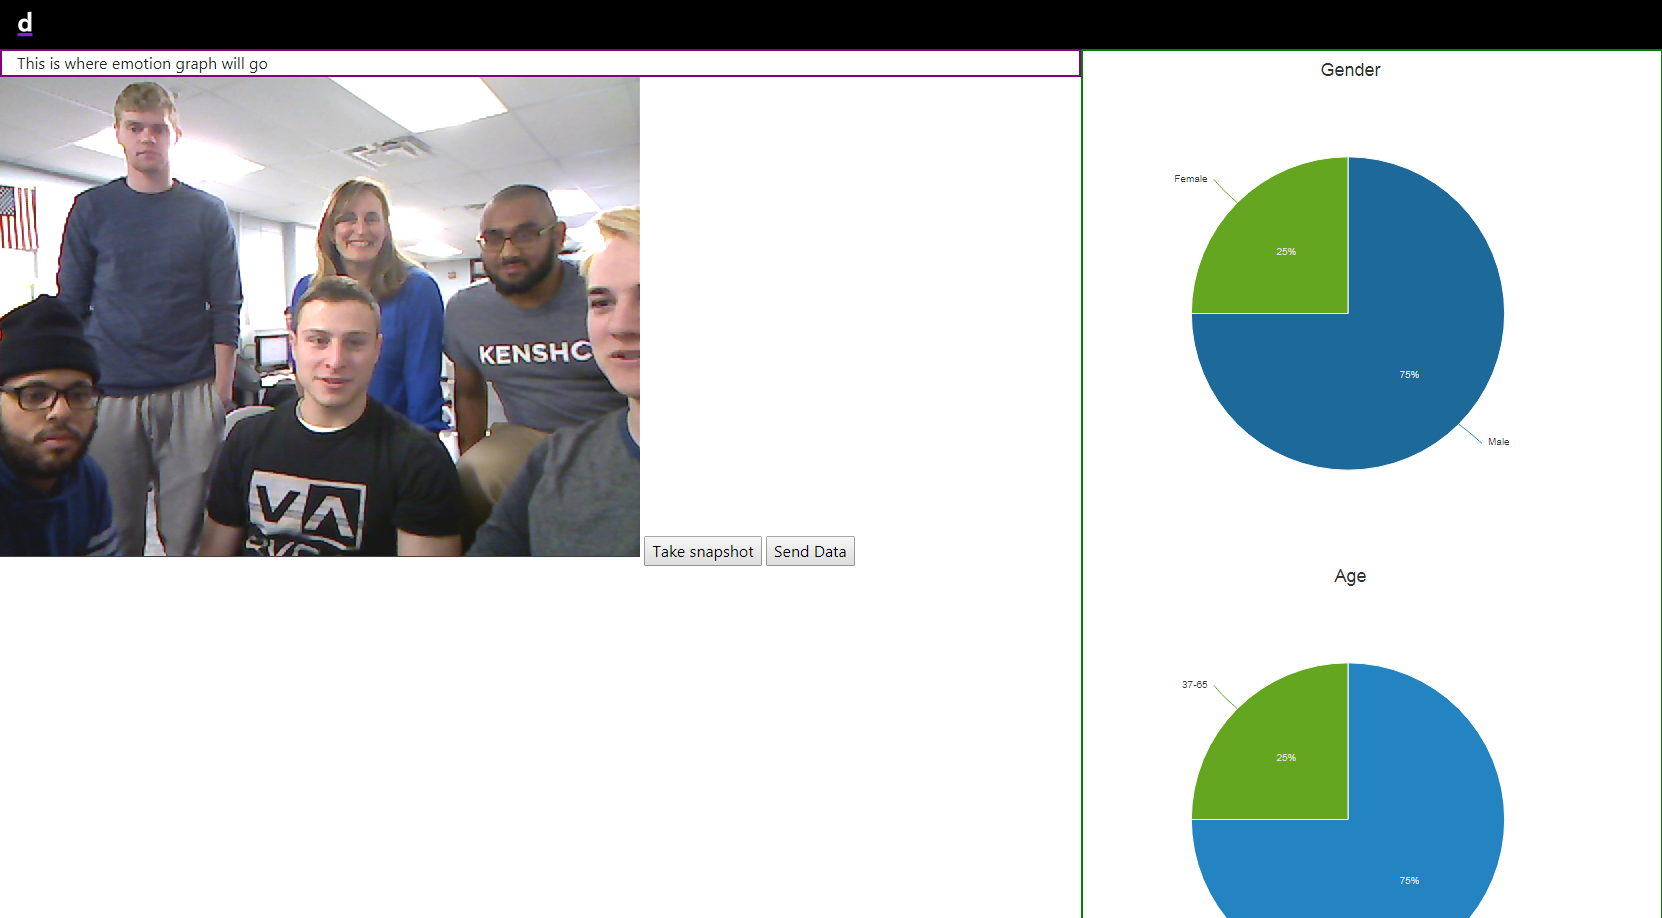 d
This is where emotion graph will go
KENSHO
VA
Take snapshot
Send Data
Gender
Female
25%
75%
Male
Age
37-65
25%
75%